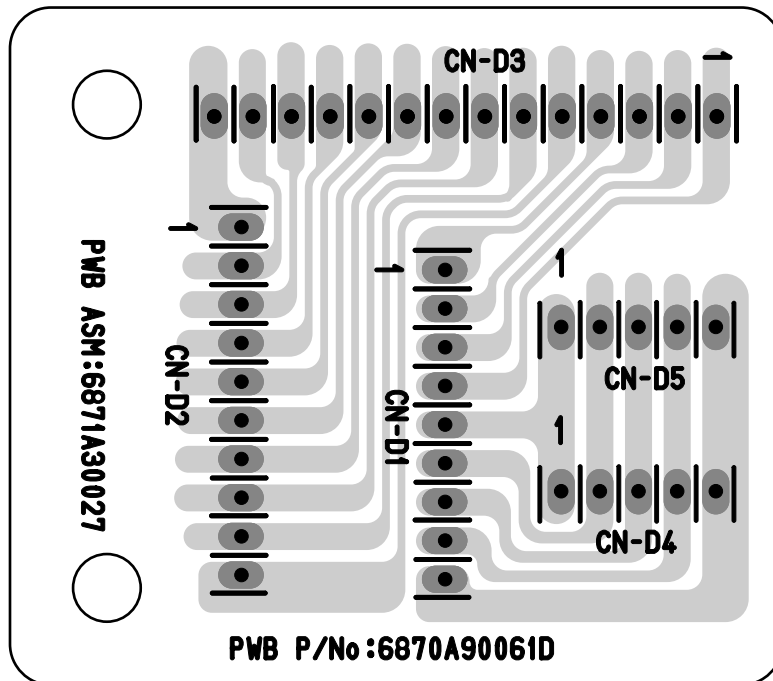 CN-D3
1
1
1
1
PWB ASM:6871A30027
CN-D2
CN-D1
CN-D5
1
CN-D4
PWB P/No:6870A90061D